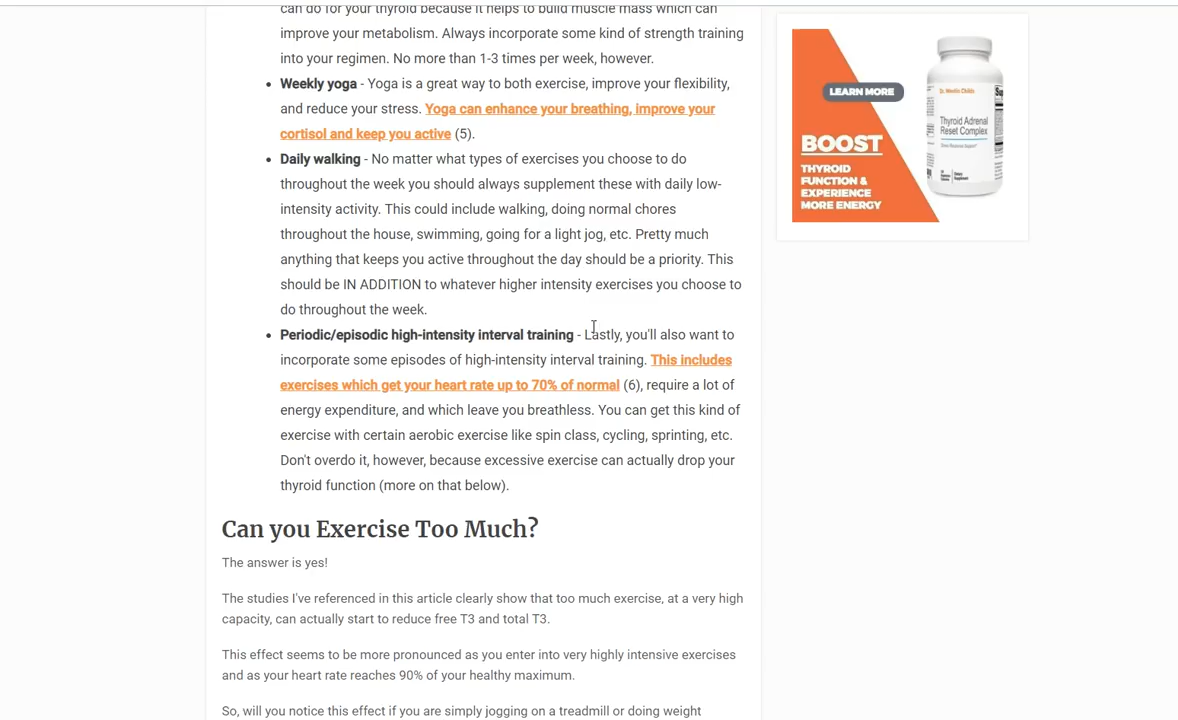 can do for your thyroid because it helps to build muscle mass which can
improve your metabolism. Always incorporate some kind of strength training
into your regimen. No more than 1-3 times per week, however.
Weekly yoga - Yoga is a great way to both exercise, improve your flexibility,
and reduce your stress. Yoga can enhance your breathing, improve your
cortisol and keep you active (5).
Daily walking - No matter what types of exercises you choose to do
throughout the week you should always supplement these with daily low-
intensity activity. This could include walking, doing normal chores
throughout the house, swimming, going for a light jog, etc. Pretty much
anything that keeps you active throughout the day should be a priority. This
should be IN ADDITION to whatever higher intensity exercises you choose to
do throughout the week.
Periodic/episodic high-intensity interval training - Lastly, you'll also want to
incorporate some episodes of high-intensity interval training. This includes
exercises which get your heart rate up to 70% of normal (6), require a lot of
energy expenditure, and which leave you breathless. You can get this kind of
exercise with certain aerobic exercise like spin class, cycling, sprinting, etc.
Don't overdo it, however, because excessive exercise can actually drop your
thyroid function (more on that below).
Can you Exercise Too Much?
The answer is yes!
The studies I've referenced in this article clearly show that too much exercise, at a very high
capacity, can actually start to reduce free T3 and total T3.
This effect seems to be more pronounced as you enter into very highly intensive exercises
and as your heart rate reaches 90% of your healthy maximum.
So, will you notice this effect if you are simply jogging on a treadmill or doing weight
LEARN MORE
BOOST
THYROID
FUNCTION &
EXPERIENCE
MORE ENERGY
Dr. Westin Childs
Thyroid Adrenal
Reset Complex